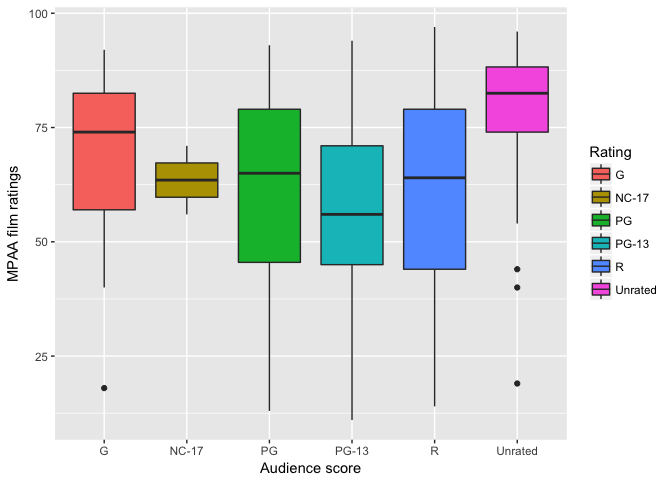 100
75
50
25
MPAA film ratings
G NC-17 PG PG-13 R Unrated
Audience score
Rating
G
NC-17
PG
PG-13
R
Unrated